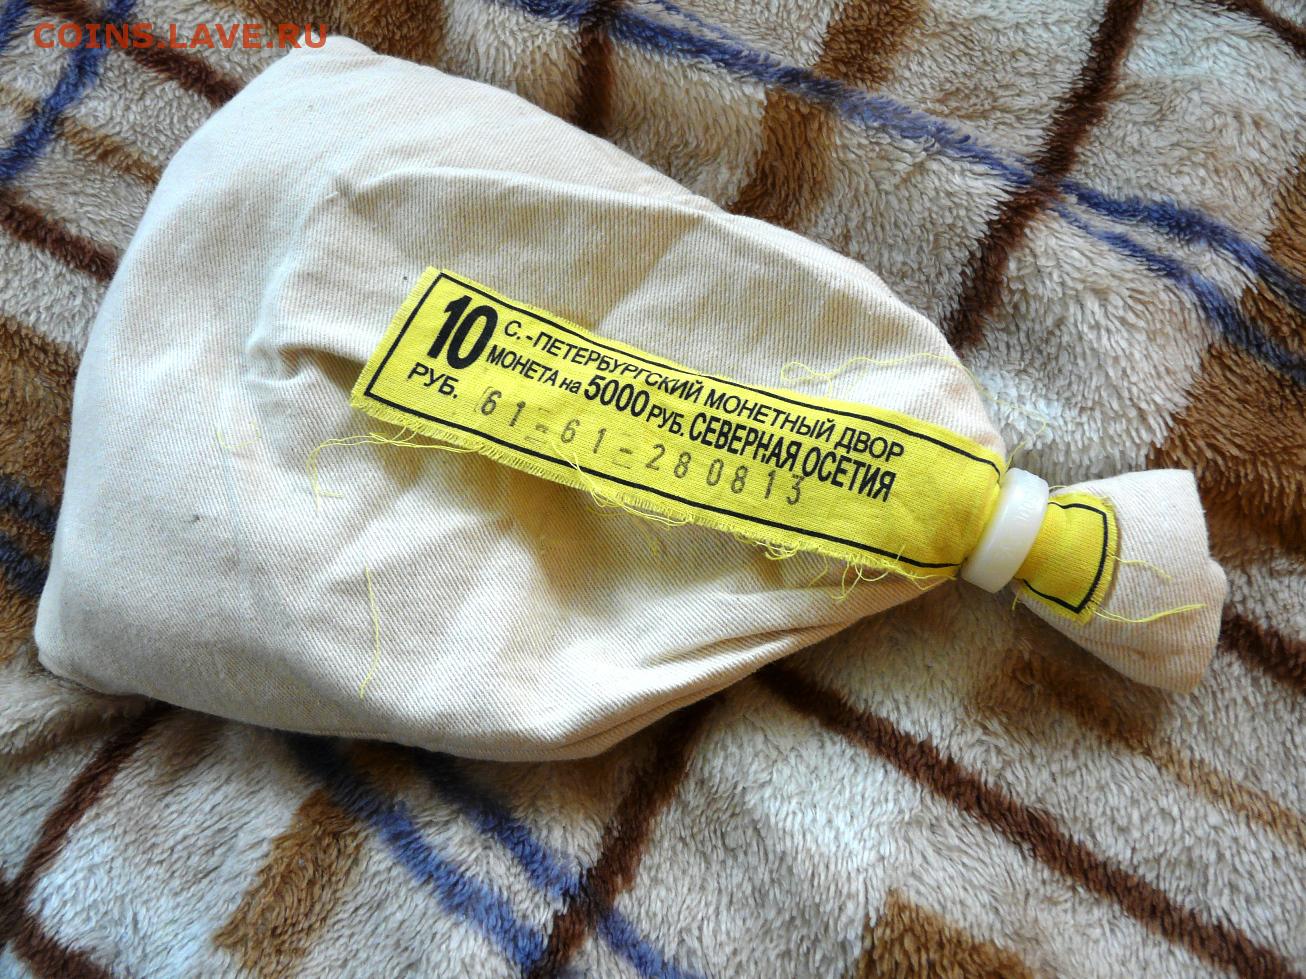 COINS.LAVE.RU
10
РУБ.
С.-ПЕТЕРБУРГСКИЙ МОНЕТНЫЙ ДВОР
МОНЕТА на 5000 РУБ. СЕВЕРНАЯ ОСЕТИЯ
61-61-280813